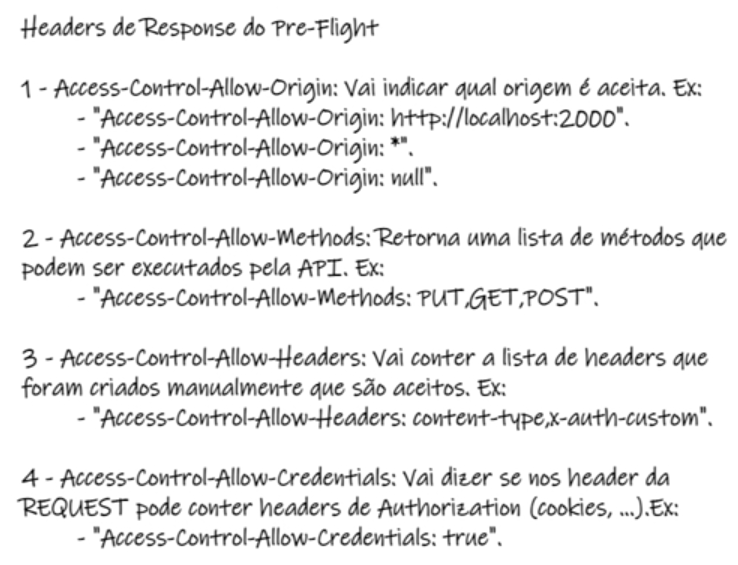 Headers de Response do Pre-Flight
1 - Access-Control-Allow-Origin: Vai indicar qual origem é aceita. Ex:
- "Access-Control-Allow-Origin: http://localhost:2000".
- "Access-Control-Allow-Origin: *".
- "Access-Control-Allow-Origin: null".
2 - Access-Control-Allow-Methods: Retorna uma lista de métodos que
podem ser executados pela API. Ex:
- "Access-Control-Allow-Methods: PUT,GET,POST".
3 - Access-Control-Allow-Headers: Vai conter a lista de headers que
foram criados manualmente que são aceitos. Ex:
- "Access-Control-Allow-Headers: content-type,x-auth-custom".
4 - Access-Control-Allow-Credentials: Vai dizer se nos header da
REQUEST pode conter headers de Authorization (cookies, ...).Ex:
- "Access-Control-Allow-Credentials: true".